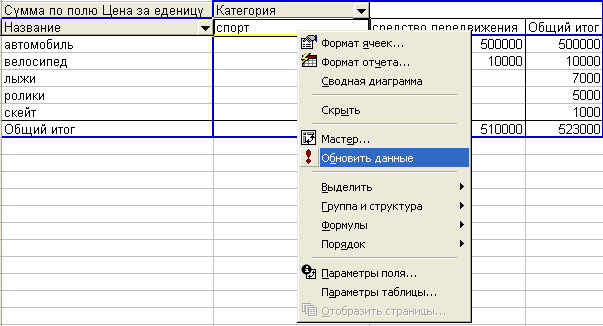 Сумма по полю Цена за еденицу Категория
Название спорт средство передвижения Общий итог
автомобиль 500000 500000
велосипед 10000 10000
лыжи 7000
ролики 5000
скейт 1000
Общий итог 510000 523000
Формат ячеек...
Формат отчета...
Сводная диаграмма
Скрыть
Мастер...
Обновить данные
Выделить
Группа и структура
Формулы
Порядок
Параметры поля...
Параметры таблицы...
Отобразить страницы...